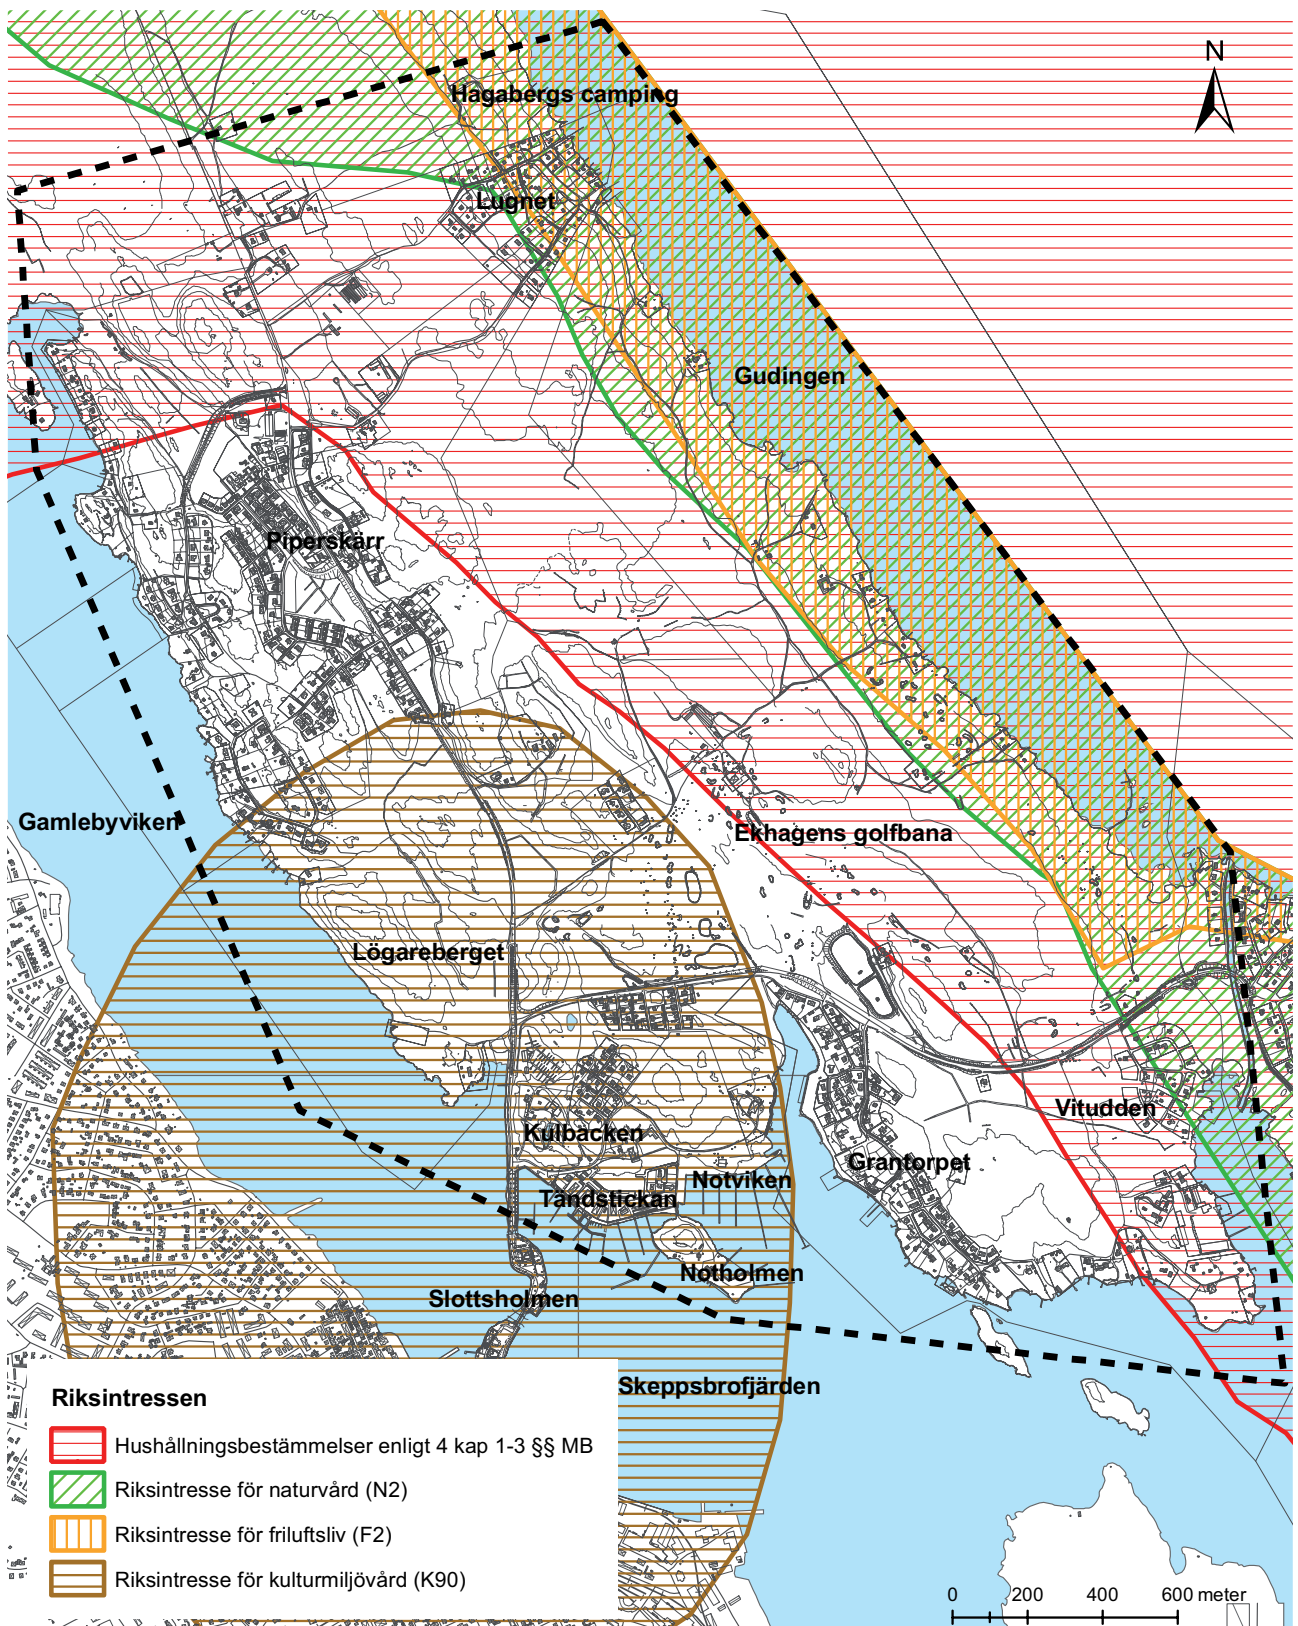 N
Hagabergs camping
Lugnet
Gudingen
Piperskärr
Gamlebyviken
Ekhagens golfbana
Lögareberget
Vitudden
Kulbacken
Grantorpet
Notviken
Tändstickan
Notholmen
Slottsholmen
Skeppsbrofjärden
Riksintressen
Hushållningsbestämmelser enligt 4 kap 1-3 §§ MB
Riksintresse för naturvård (N2)
Riksintresse för friluftsliv (F2)
Riksintresse för kulturmiljövård (K90)
0 200 400 600 meter